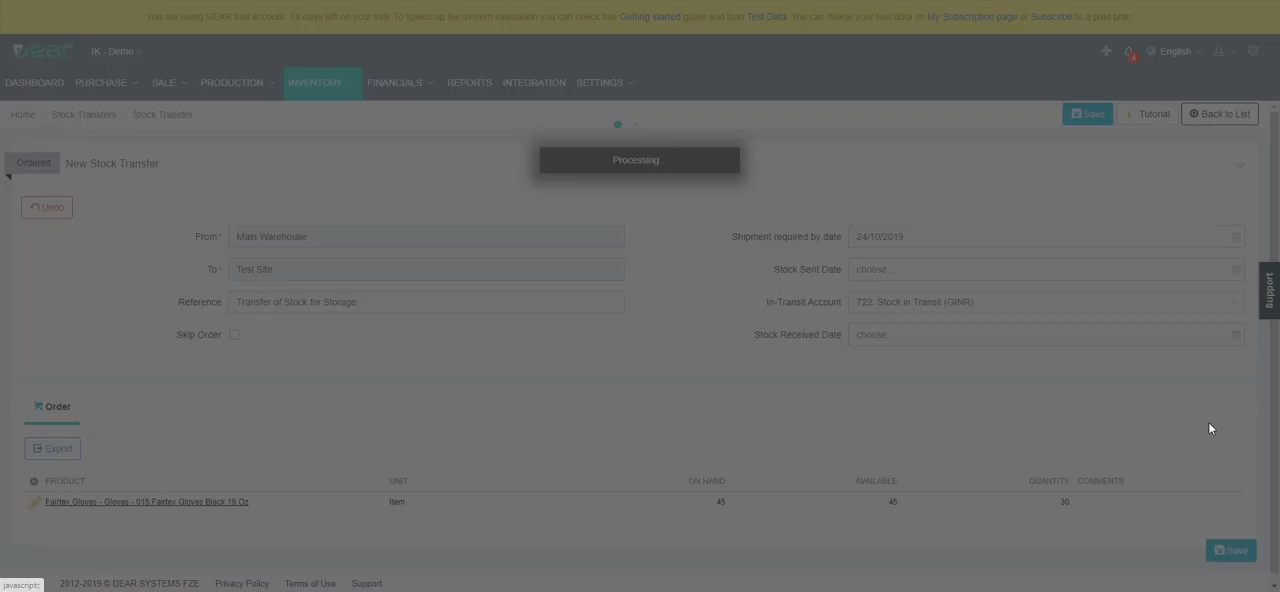 You are using DEAR trial account. 14 days left on your trial. To speed up the system evaluation you can check this Getting started guide and load Test Data. You can delete your test data on My Subscription page or Subscribe to a paid plan
Dear IK - Demo English
8
DASHBOARD PURCHASE SALE PRODUCTION INVENTORY FINANCIALS REPORTS INTEGRATION SETTINGS
Home Stock Transfers Stock Transfer Save Tutorial Back to List
Processing...
Ordered New Stock Transfer
Undo
From* Main Warehouse Shipment required by date 24/10/2019
To* Test Site Stock Sent Date choose...
Reference Transfer of Stock for Storage In-Transit Account 722: Stock in Transit (GINR)
Skip Order Stock Received Date choose...
Support
Order
Export
PRODUCT UNIT ON HAND AVAILABLE QUANTITY COMMENTS
Fairtex Gloves - Gloves - 015:Fairtex Gloves Black 16 Oz Item 45 45 30
Save
javascript:; 2012-2019 © DEAR SYSTEMS FZE Privacy Policy Terms of Use Support